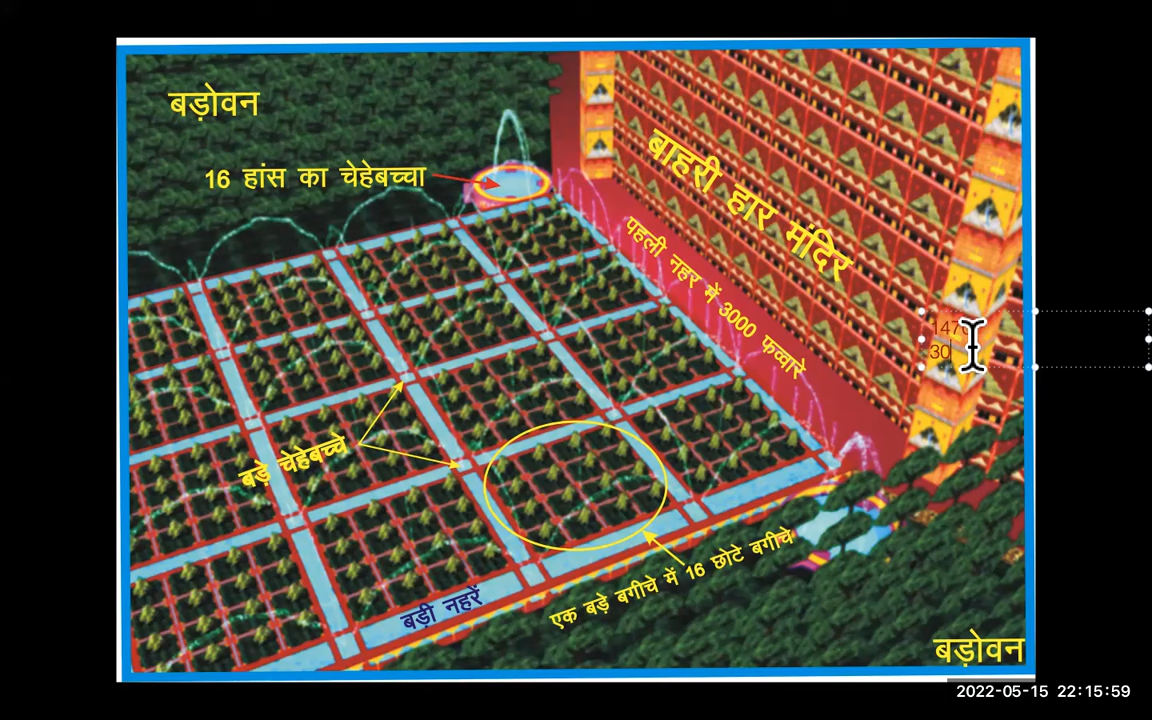 बड़ोवन
16 हांस का चेहेबच्चा
बाहरी हार मंदिर
पहली नहर में 3000 फव्वारे
30
बड़े चेहेबच्चे
एक बड़े बगीचे में 16 छोटे बगीचे
बड़ी नहरें
बड़ोवन
2022-05-15 22:15:59